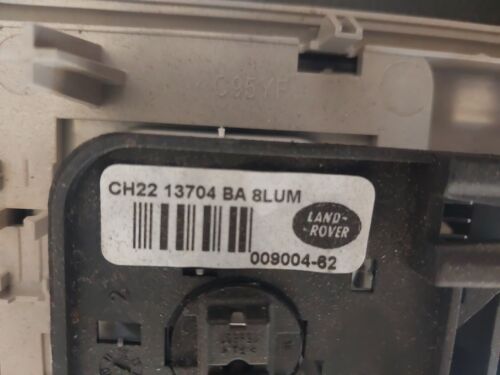 CH22 13704 BA 8LUM
LAND-
-ROVER
009004-62